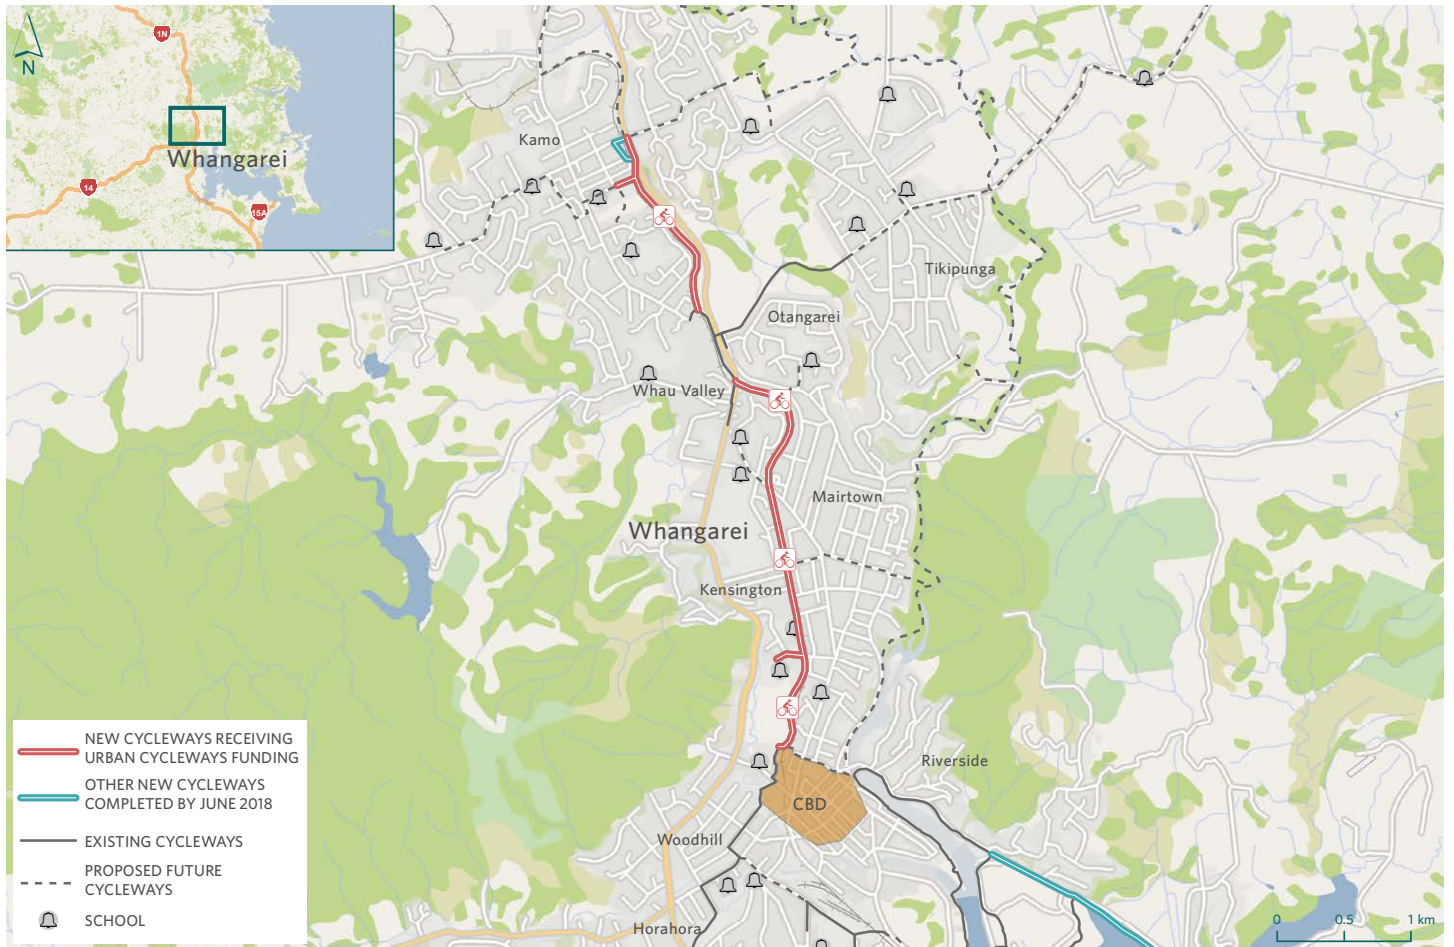 N
1N
Whangarei
14
15A
Kamo
Tikipunga
Otangarei
Whau Valley
Mairtown
Whangarei
Kensington
Riverside
CBD
Woodhill
Horahora
NEW CYCLEWAYS RECEIVING
URBAN CYCLEWAYS FUNDING
OTHER NEW CYCLEWAYS
COMPLETED BY JUNE 2018
EXISTING CYCLEWAYS
PROPOSED FUTURE
CYCLEWAYS
SCHOOL
0 0.5 1 km